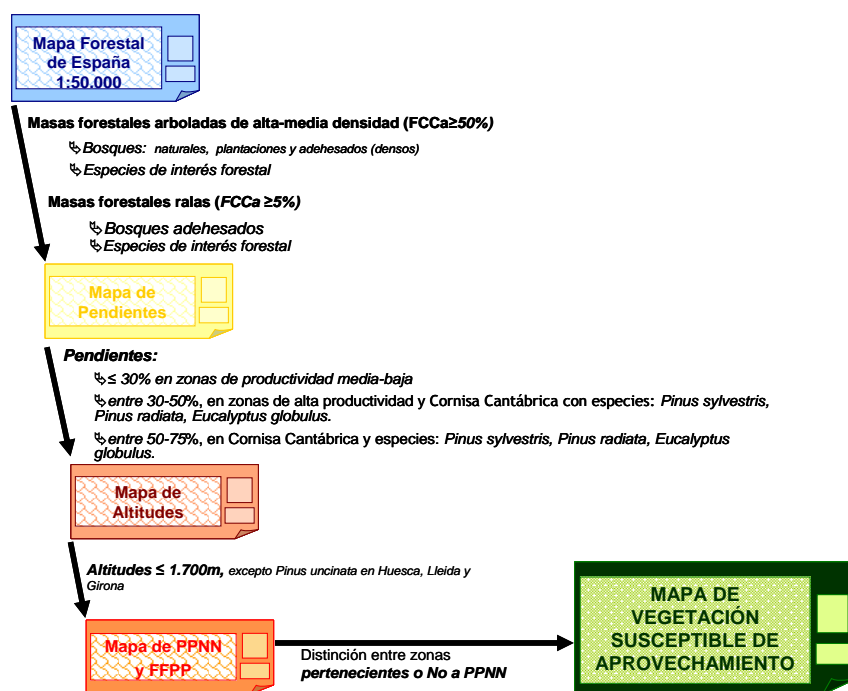 Mapa Forestal
de España
1:50.000
Masas forestales arboladas de alta-media densidad (FCCa≥50%)
Bosques: naturales, plantaciones y adehesados (densos)
Especies de interés forestal
Masas forestales ralas (FCCa ≥5%)
Bosques adehesados
Especies de interés forestal
Mapa de
Pendientes
Pendientes:
≤ 30% en zonas de productividad media-baja
entre 30-50%, en zonas de alta productividad y Cornisa Cantábrica con especies: Pinus sylvestris,
Pinus radiata, Eucalyptus globulus.
entre 50-75%, en Cornisa Cantábrica y especies: Pinus sylvestris, Pinus radiata, Eucalyptus
globulus.
Mapa de
Altitudes
Altitudes ≤ 1.700m, excepto Pinus uncinata en Huesca, Lleida y
Girona
Mapa de PPNN
y FFPP
Distinción entre zonas
pertenecientes o No a PPNN
MAPA DE
VEGETACIÓN
SUSCEPTIBLE DE
APROVECHAMIENTO